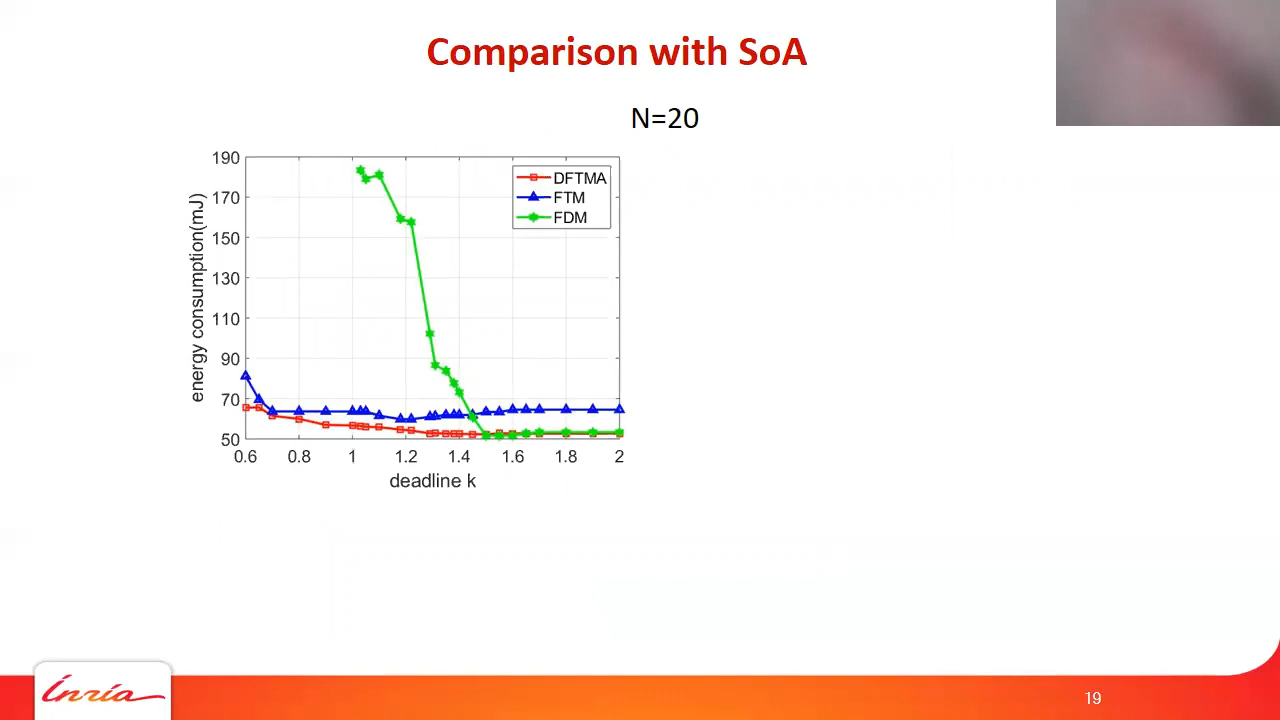 Comparison with SoA
N=20
190
170
150
130
110
90
70
50
energy consumption(mJ)
DFTMA
FTM
FDM
0.6 0.8 1 1.2 1.4 1.6 1.8 2
deadline k
Inria
19